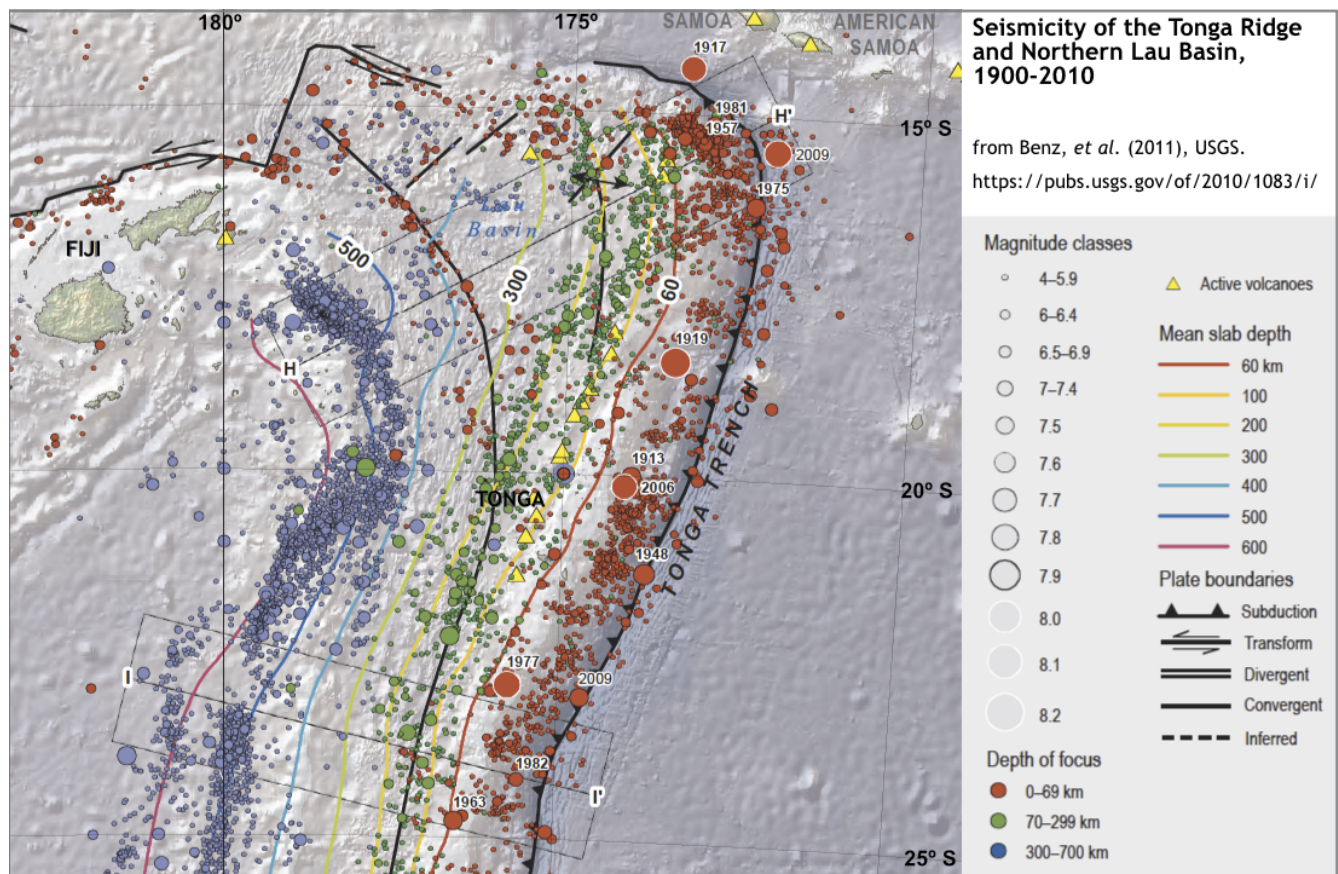 180º
175º
SAMOA
AMERICAN
SAMOA
1917
1981
1957
H'
15º S
2009
1975
FIJI
Lau
Basin
500
300
60
H
1919
1913
2006
TONGA
TONGA TRENCH
20º S
1948
I
1977
2009
1982
I'
1963
25º S
Seismicity of the Tonga Ridge
and Northern Lau Basin,
1900-2010
from Benz, et al. (2011), USGS.
https://pubs.usgs.gov/of/2010/1083/i/
Magnitude classes
4–5.9
6–6.4
6.5–6.9
7–7.4
7.5
7.6
7.7
7.8
7.9
8.0
8.1
8.2
Depth of focus
0–69 km
70–299 km
300–700 km
Active volcanoes
Mean slab depth
60 km
100
200
300
400
500
600
Plate boundaries
Subduction
Transform
Divergent
Convergent
Inferred